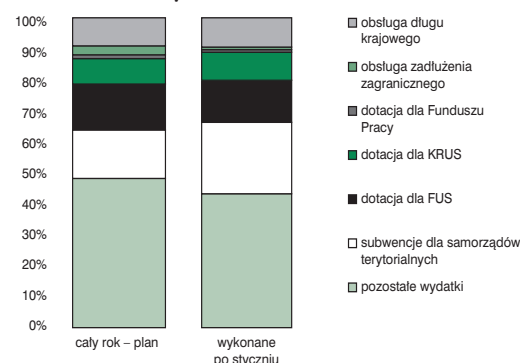 100%
90%
80%
70%
60%
50%
40%
30%
20%
10%
0%
cały rok – plan
wykonane
po styczniu
obsługa długu
krajowego
obsługa zadłużenia
zagranicznego
dotacja dla Funduszu
Pracy
dotacja dla KRUS
dotacja dla FUS
subwencje dla samorządów
terytorialnych
pozostałe wydatki